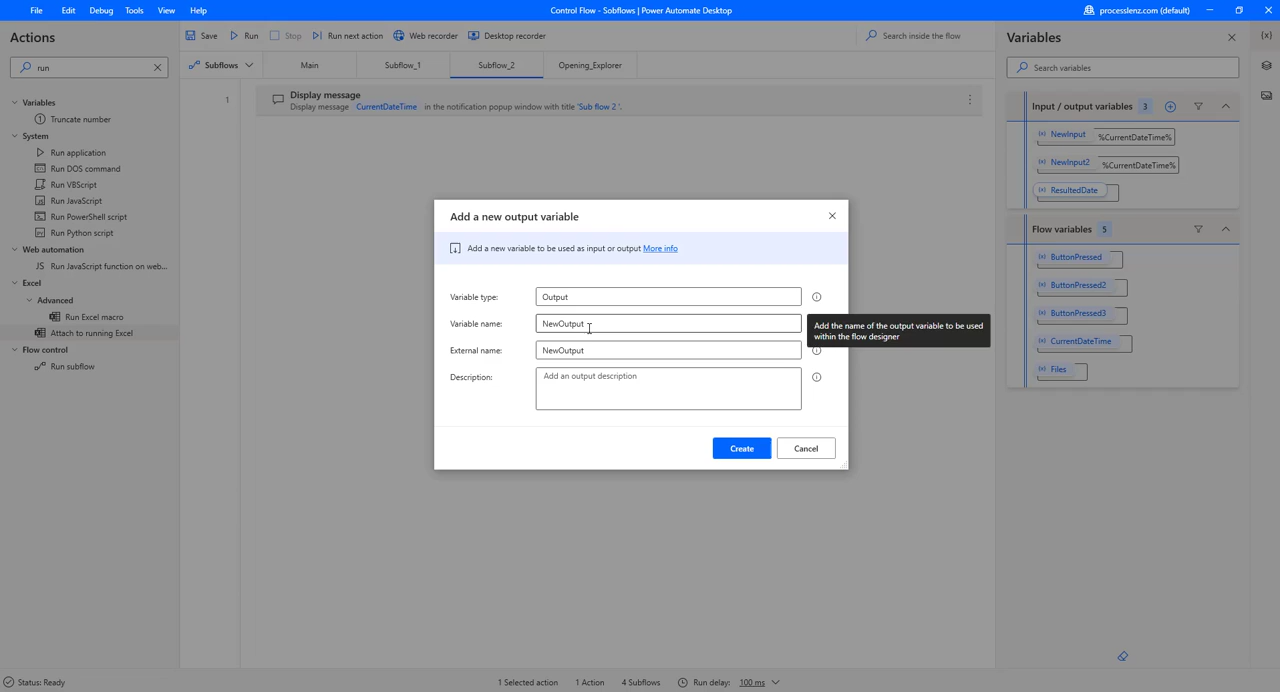 File Edit Debug Tools View Help
Control Flow - Sobflows | Power Automate Desktop
processlenz.com (default)
Actions
run
Variables
Truncate number
System
Run application
Run DOS command
Run VBScript
Run JavaScript
Run PowerShell script
Run Python script
Web automation
JS Run JavaScript function on web...
Excel
Advanced
Run Excel macro
Attach to running Excel
Flow control
Run subflow
Save Run Stop Run next action Web recorder Desktop recorder
Search inside the flow
Subflows Main Subflow_1 Subflow_2 Opening_Explorer
1
Display message
Display message CurrentDateTime in the notification popup window with title 'Sub flow 2 '.
Add a new output variable
Add a new variable to be used as input or output More info
Variable type: Output
Variable name: NewOutput
External name: NewOutput
Description: Add an output description
Create Cancel
Add the name of the output variable to be used
within the flow designer
Variables
{x}
Search variables
Input / output variables 3
(x) NewInput %CurrentDateTime%
(x) NewInput2 %CurrentDateTime%
(x) ResultedDate
Flow variables 5
(x) ButtonPressed
(x) ButtonPressed2
(x) ButtonPressed3
(x) CurrentDateTime
(x) Files
Status: Ready
1 Selected action 1 Action 4 Subflows Run delay: 100 ms